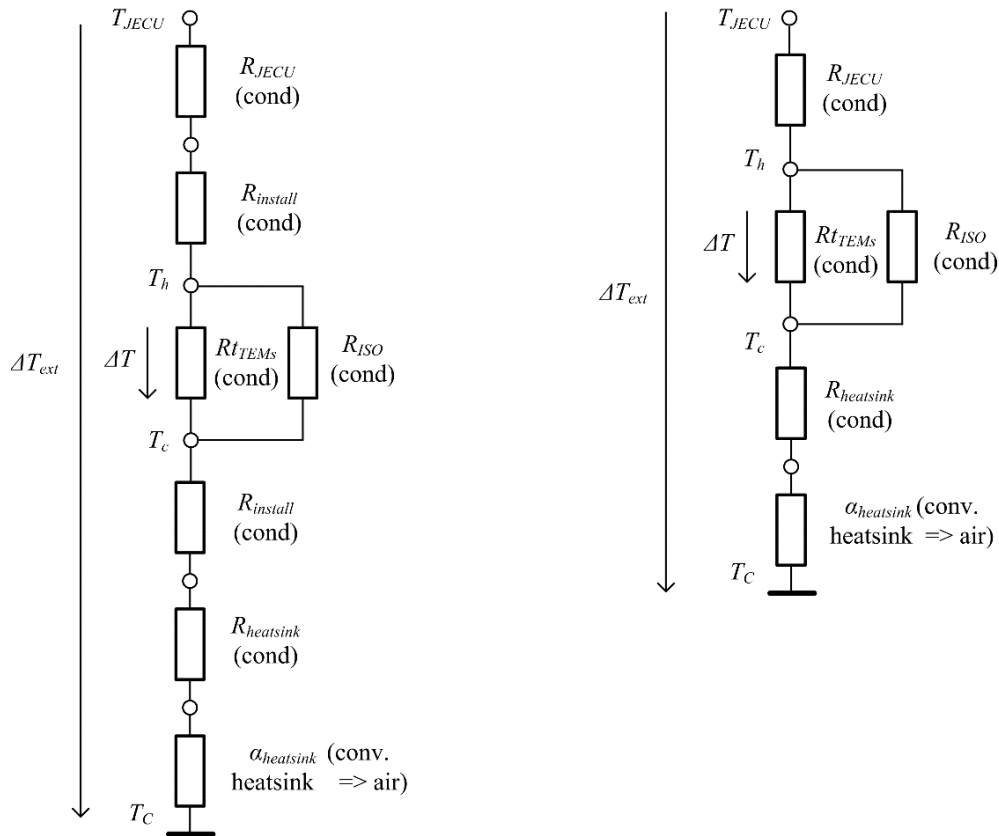 T_JECU
R_JECU
(cond)
R_install
(cond)
T_h
ΔT_ext
ΔT
Rt_TEMs
(cond)
R_ISO
(cond)
T_c
R_install
(cond)
R_heatsink
(cond)
α_heatsink (conv.
heatsink => air)
T_C
T_JECU
R_JECU
(cond)
T_h
ΔT_ext
ΔT
Rt_TEMs
(cond)
R_ISO
(cond)
T_c
R_heatsink
(cond)
α_heatsink (conv.
heatsink => air)
T_C